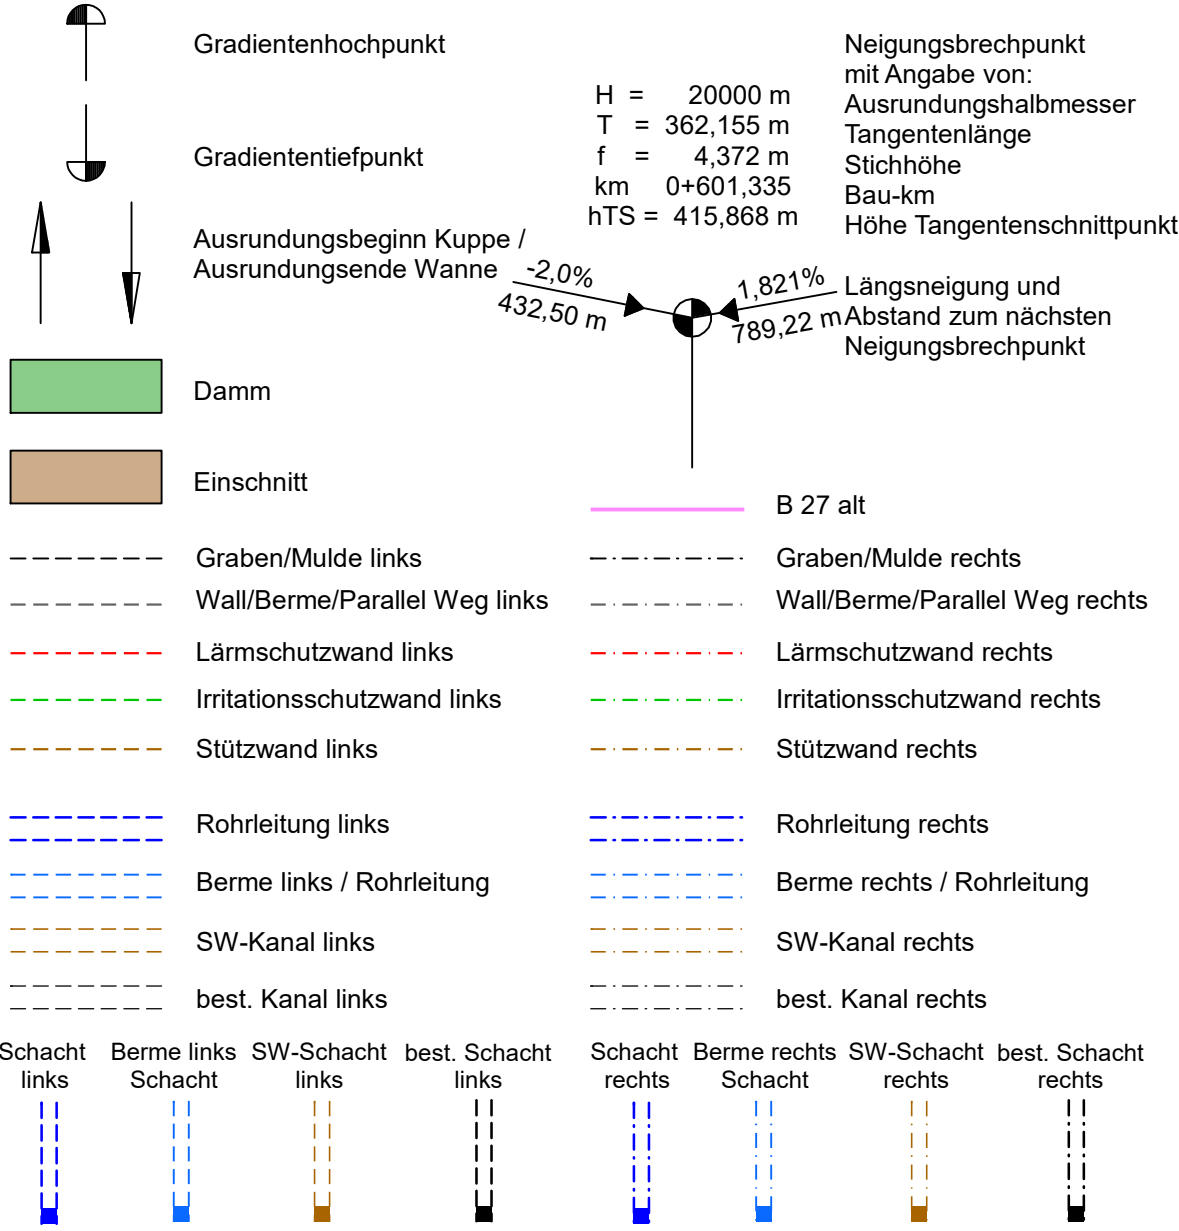 Gradientenhochpunkt
Gradiententiefpunkt
Ausrundungsbeginn Kuppe /
Ausrundungsende Wanne
Damm
Einschnitt
H = 20000 m
T = 362,155 m
f = 4,372 m
km 0+601,335
hTS = 415,868 m
Neigungsbrechpunkt
mit Angabe von:
Ausrundungshalbmesser
Tangentenlänge
Stichhöhe
Bau-km
Höhe Tangentenschnittpunkt
-2,0%
432,50 m
1,821%
789,22 m
Längsneigung und
Abstand zum nächsten
Neigungsbrechpunkt
B 27 alt
Graben/Mulde links
Graben/Mulde rechts
Wall/Berme/Parallel Weg links
Wall/Berme/Parallel Weg rechts
Lärmschutzwand links
Lärmschutzwand rechts
Irritationsschutzwand links
Irritationsschutzwand rechts
Stützwand links
Stützwand rechts
Rohrleitung links
Rohrleitung rechts
Berme links / Rohrleitung
Berme rechts / Rohrleitung
SW-Kanal links
SW-Kanal rechts
best. Kanal links
best. Kanal rechts
Schacht
links
Berme links
Schacht
SW-Schacht
links
best. Schacht
links
Schacht
rechts
Berme rechts
Schacht
SW-Schacht
rechts
best. Schacht
rechts